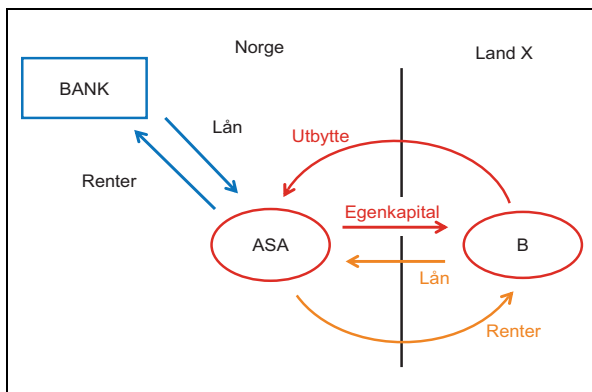 Norge
Land X
BANK
Lån
Utbytte
Renter
Egenkapital
ASA
B
Lån
Renter